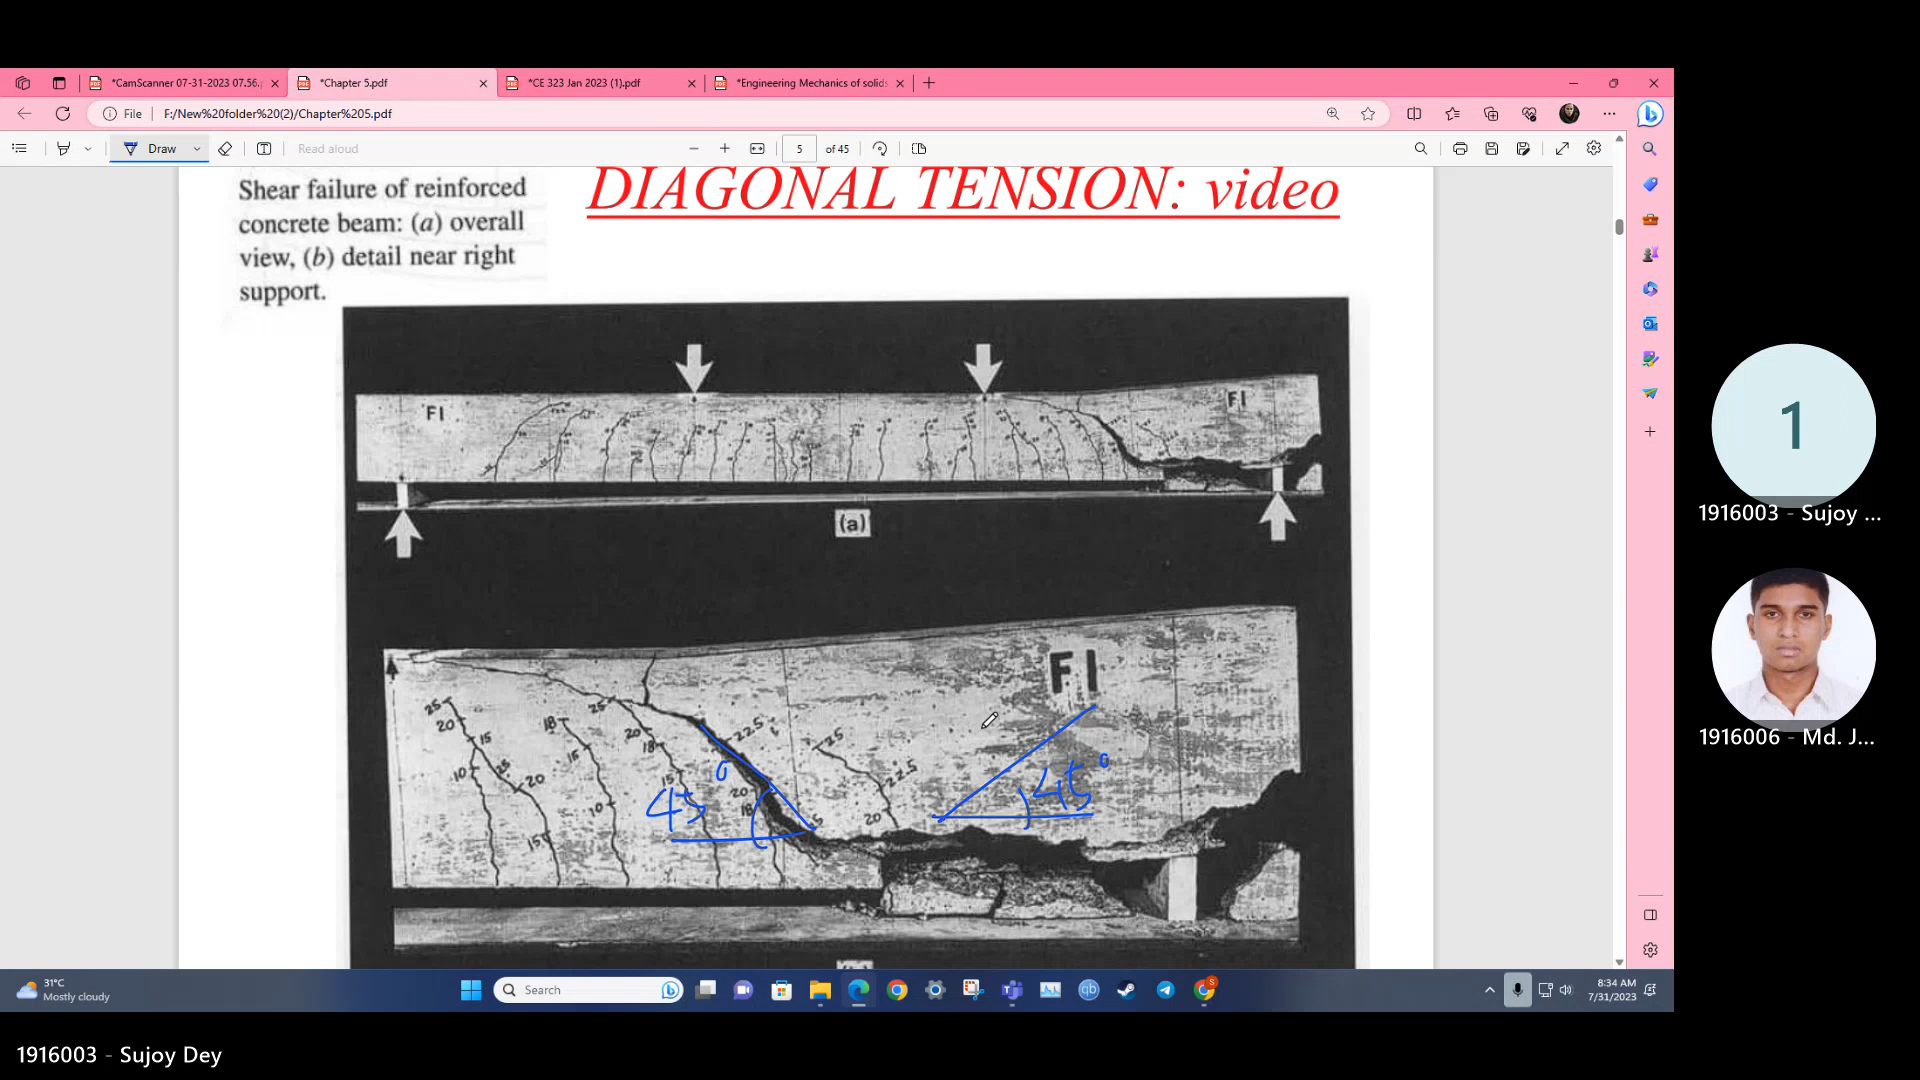 *CamScanner 07-31-2023 07.56.p
*Chapter 5.pdf
*CE 323 Jan 2023 (1).pdf
*Engineering Mechanics of solids
File
F:/New%20folder%20(2)/Chapter%205.pdf
Draw
Read aloud
5
of 45
Shear failure of reinforced
concrete beam: (a) overall
view, (b) detail near right
support.
DIAGONAL TENSION: video
F1
F1
(a)
F1
25
20
15
10
25
20
15
18
15
10
25
20
18
15
22.5
20
18
15
25
22.5
20
45°
45°
1
1916003 - Sujoy ...
1916006 - Md. J...
31°C
Mostly cloudy
Search
8:34 AM
7/31/2023
1916003 - Sujoy Dey